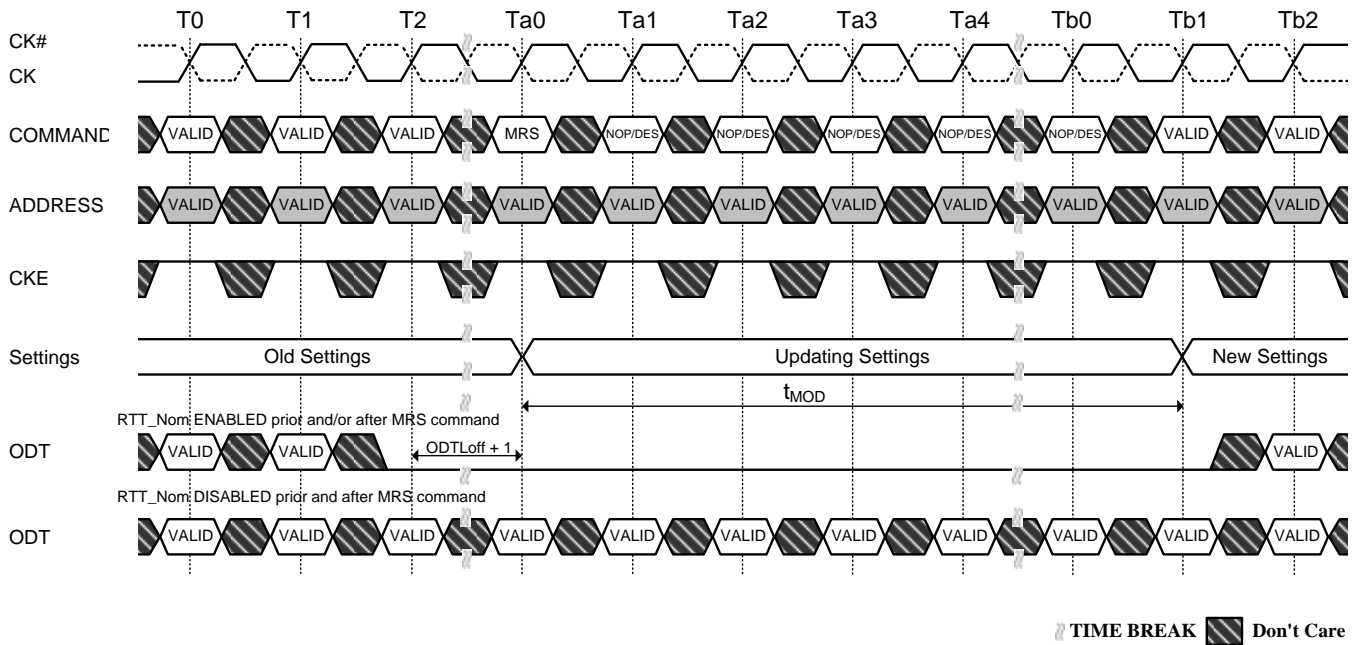 T0 T1 T2 Ta0 Ta1 Ta2 Ta3 Ta4 Tb0 Tb1 Tb2
CK#
CK
COMMAND VALID VALID VALID MRS NOP/DES NOP/DES NOP/DES NOP/DES NOP/DES VALID VALID
ADDRESS VALID VALID VALID VALID VALID VALID VALID VALID VALID VALID VALID
CKE
Settings Old Settings Updating Settings New Settings
tMOD
RTT_Nom ENABLED prior and/or after MRS command
ODT VALID VALID ODTLoff + 1 VALID
RTT_Nom DISABLED prior and after MRS command
ODT VALID VALID VALID VALID VALID VALID VALID VALID VALID VALID VALID
TIME BREAK Don't Care